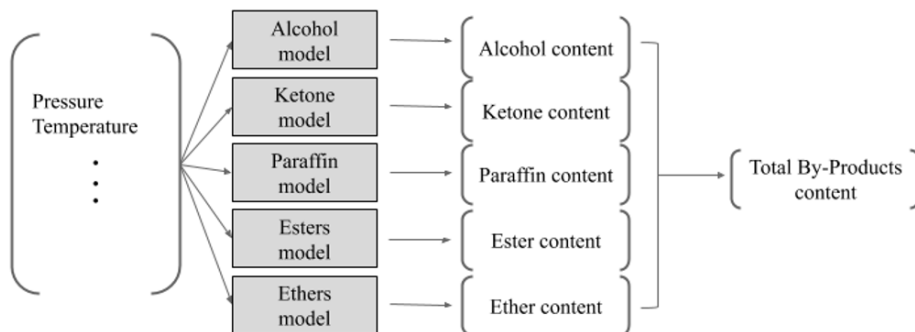 Pressure
Temperature
Alcohol
model
Ketone
model
Paraffin
model
Esters
model
Ethers
model
Alcohol content
Ketone content
Paraffin content
Ester content
Ether content
Total By-Products
content